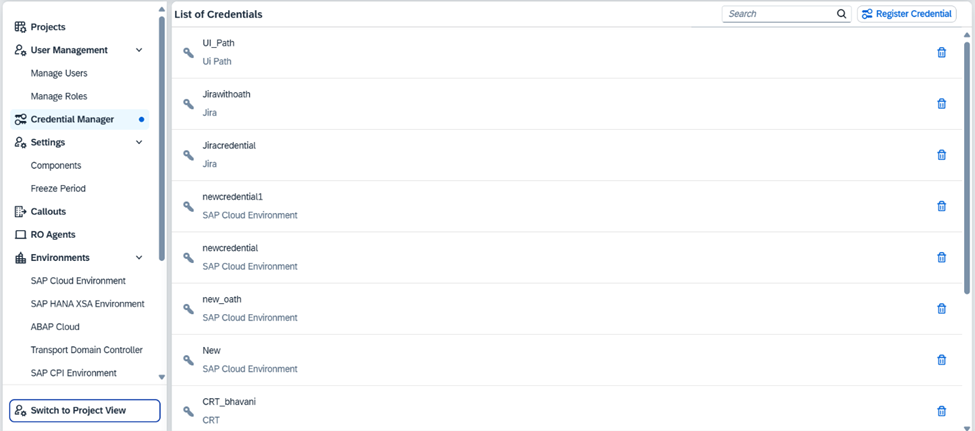 Projects
User Management
Manage Users
Manage Roles
Credential Manager
Settings
Components
Freeze Period
Callouts
RO Agents
Environments
SAP Cloud Environment
SAP HANA XSA Environment
ABAP Cloud
Transport Domain Controller
SAP CPI Environment
Switch to Project View
List of Credentials
Search
Register Credential
UI_Path
Ui Path
Jirawithoath
Jira
Jiracredential
Jira
newcredential1
SAP Cloud Environment
newcredential
SAP Cloud Environment
new_oath
SAP Cloud Environment
New
SAP Cloud Environment
CRT_bhavani
CRT